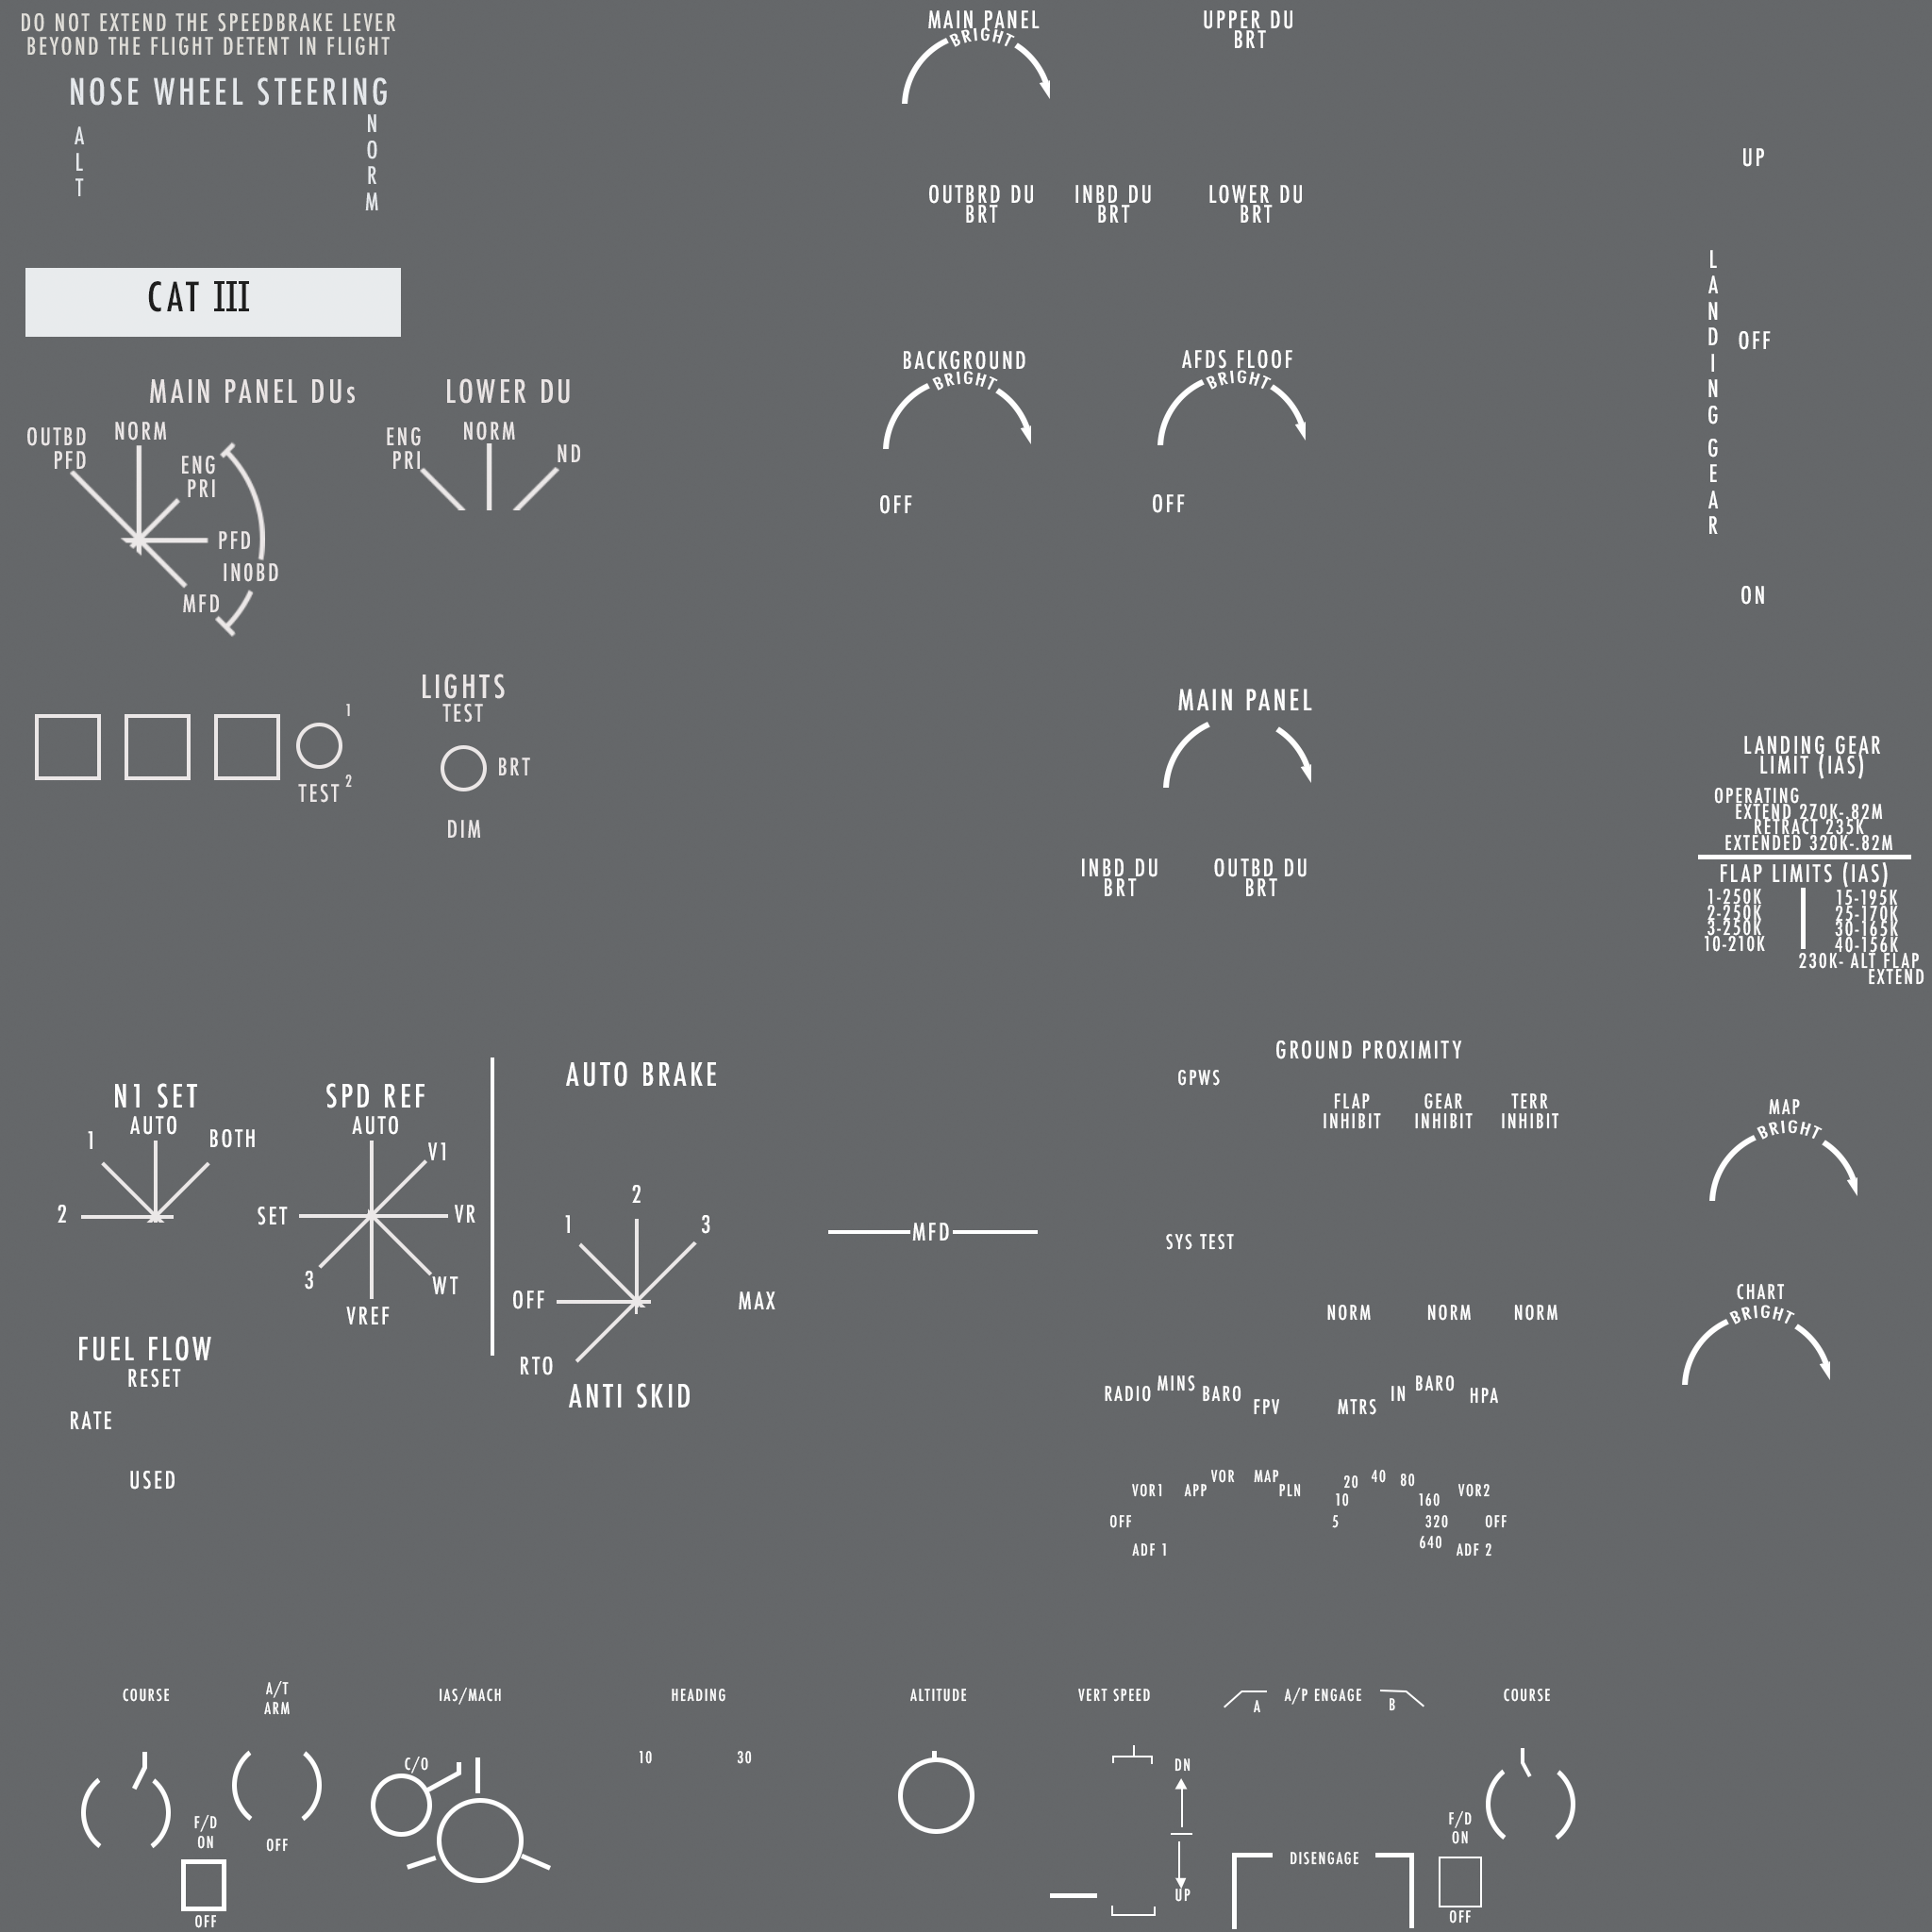 DO NOT EXTEND THE SPEEDBRAKE LEVER
BEYOND THE FLIGHT DETENT IN FLIGHT
NOSE WHEEL STEERING
ALT
NORM
CAT III
MAIN PANEL DUs
OUTBD
PFD
NORM
ENG
PRI
PFD
INOBD
MFD
LOWER DU
ENG
PRI
NORM
ND
1
TEST 2
LIGHTS
TEST
BRT
DIM
MAIN PANEL
BRIGHT
UPPER DU
BRT
OUTBRD DU
BRT
INBD DU
BRT
LOWER DU
BRT
BACKGROUND
BRIGHT
OFF
AFDS FLOOF
BRIGHT
OFF
MAIN PANEL
INBD DU
BRT
OUTBD DU
BRT
UP
LANDING GEAR
OFF
ON
LANDING GEAR
LIMIT (IAS)
OPERATING
EXTEND 270K-.82M
RETRACT 235K
EXTENDED 320K-.82M
FLAP LIMITS (IAS)
1-250K
2-250K
3-250K
10-210K
15-195K
25-170K
30-165K
40-156K
230K- ALT FLAP
EXTEND
N1 SET
AUTO
1
BOTH
2
SPD REF
AUTO
V1
SET
VR
3
WT
VREF
FUEL FLOW
RESET
RATE
USED
AUTO BRAKE
2
1
3
OFF
MAX
RTO
ANTI SKID
MFD
GROUND PROXIMITY
GPWS
FLAP
INHIBIT
GEAR
INHIBIT
TERR
INHIBIT
SYS TEST
NORM
NORM
NORM
RADIO
MINS
BARO
FPV
MTRS
IN
BARO
HPA
VOR1
APP
VOR
MAP
PLN
OFF
ADF 1
5
10
20
40
80
160
320
640
VOR2
OFF
ADF 2
MAP
BRIGHT
CHART
BRIGHT
COURSE
A/T
ARM
OFF
F/D
ON
OFF
IAS/MACH
C/O
HEADING
10
30
ALTITUDE
VERT SPEED
DN
UP
A
A/P ENGAGE
B
DISENGAGE
COURSE
F/D
ON
OFF